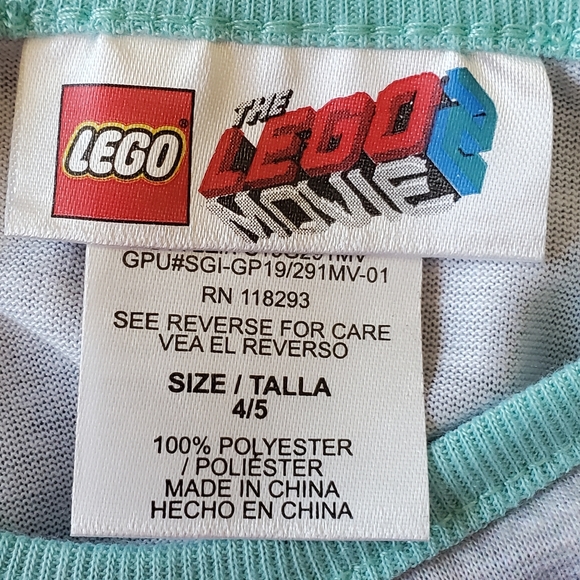 LEGO
THE
LEGO
MOVIE 2
GPU#SGI-GP19/291MV-01
RN 118293
SEE REVERSE FOR CARE
VEA EL REVERSO
SIZE / TALLA
4/5
100% POLYESTER
/ POLIÉSTER
MADE IN CHINA
HECHO EN CHINA